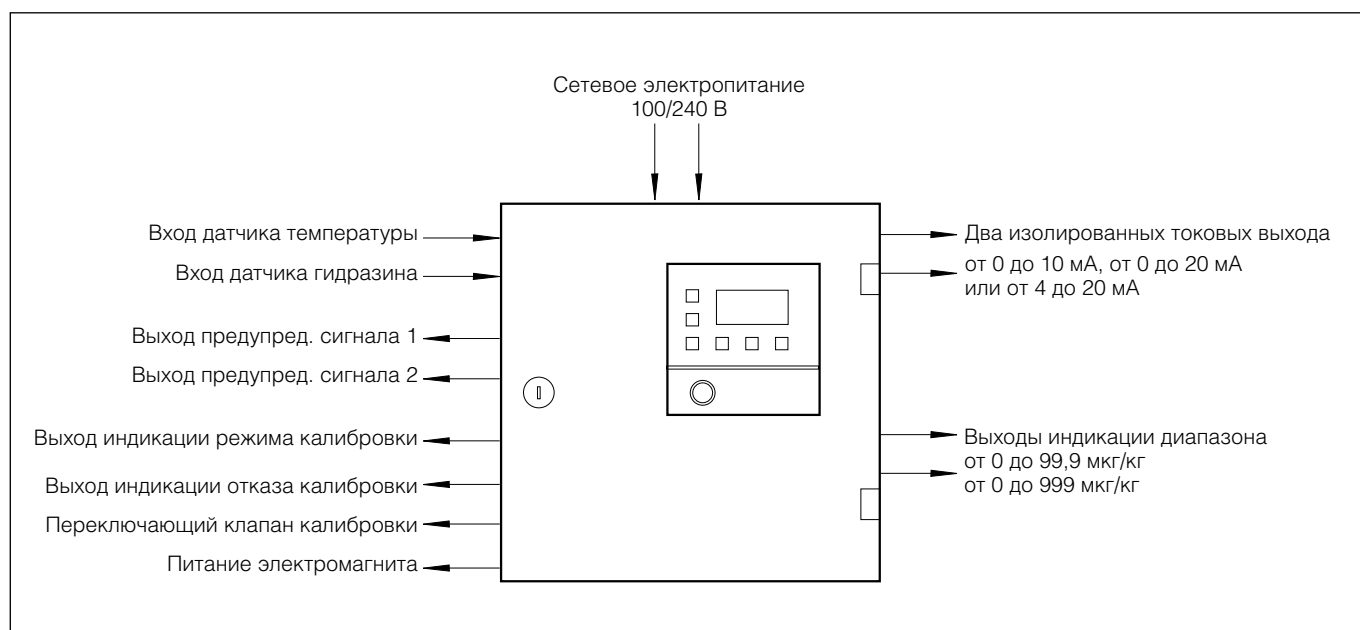 Сетевое электропитание
100/240 В
Вход датчика температуры
Вход датчика гидразина
Выход предупред. сигнала 1
Выход предупред. сигнала 2
Выход индикации режима калибровки
Выход индикации отказа калибровки
Переключающий клапан калибровки
Питание электромагнита
Два изолированных токовых выхода
от 0 до 10 мА, от 0 до 20 мА
или от 4 до 20 мА
Выходы индикации диапазона
от 0 до 99,9 мкг/кг
от 0 до 999 мкг/кг